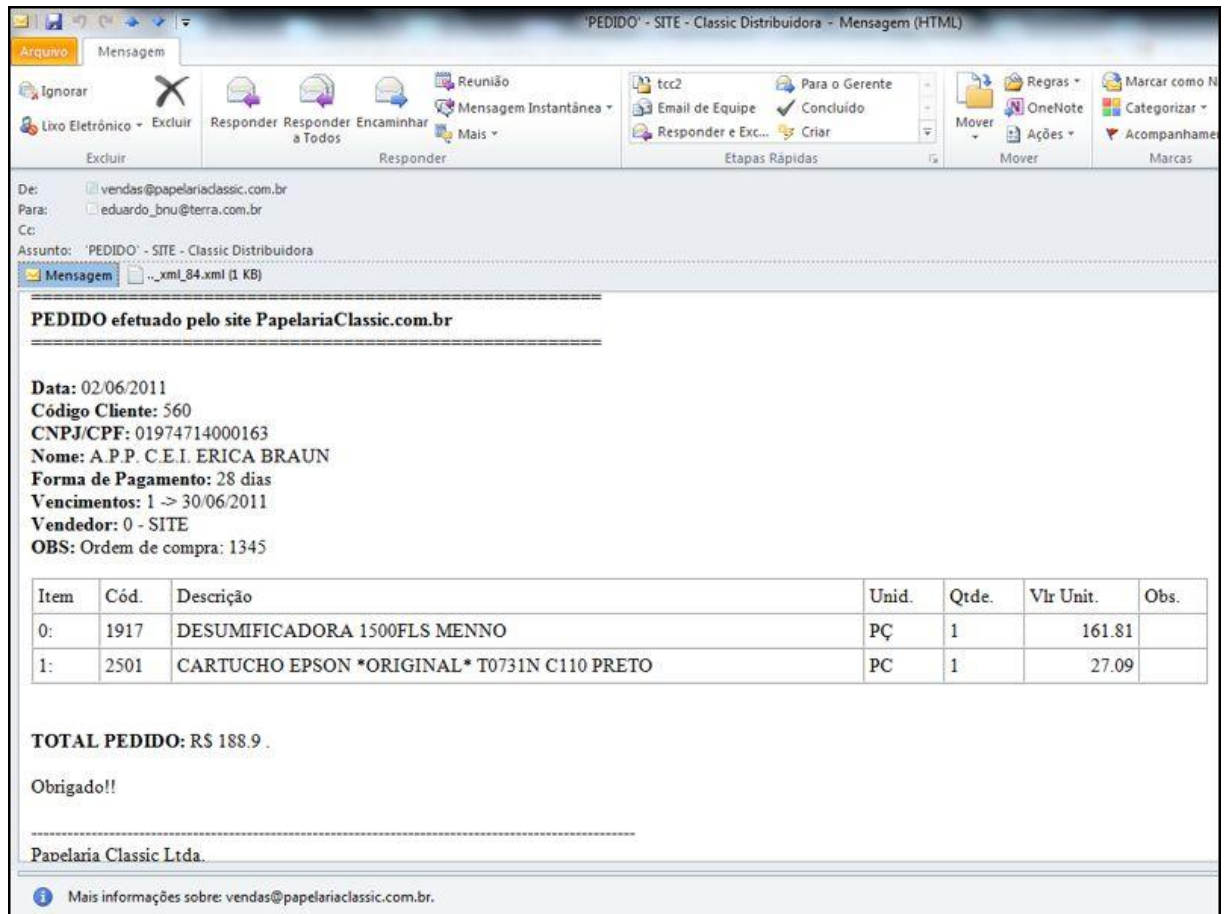 'PEDIDO' - SITE - Classic Distribuidora - Mensagem (HTML)
Arquivo Mensagem
Ignorar
Lixo Eletrônico
Excluir
Responder
Responder a Todos
Encaminhar
Reunião
Mensagem Instantânea
Mais
tcc2
Email de Equipe
Responder e Exc...
Para o Gerente
Concluído
Criar
Mover
Regras
OneNote
Ações
Marcar como N
Categorizar
Acompanhame
Excluir Responder Etapas Rápidas Mover Marcas
De: vendas@papelariaclassic.com.br
Para: eduardo_bnu@terra.com.br
Cc:
Assunto: 'PEDIDO' - SITE - Classic Distribuidora
Mensagem .._xml_84.xml (1 KB)
==================================================
PEDIDO efetuado pelo site PapelariaClassic.com.br
==================================================
Data: 02/06/2011
Código Cliente: 560
CNPJ/CPF: 01974714000163
Nome: A.P.P. C.E.I. ERICA BRAUN
Forma de Pagamento: 28 dias
Vencimentos: 1 -> 30/06/2011
Vendedor: 0 - SITE
OBS: Ordem de compra: 1345
Item Cód. Descrição Unid. Qtde. Vlr Unit. Obs.
0: 1917 DESUMIFICADORA 1500FLS MENNO PÇ 1 161.81
1: 2501 CARTUCHO EPSON *ORIGINAL* T0731N C110 PRETO PC 1 27.09
TOTAL PEDIDO: R$ 188.9 .
Obrigado!!
--------------------------------------------------------------------------------
Papelaria Classic Ltda.
Mais informações sobre: vendas@papelariaclassic.com.br.